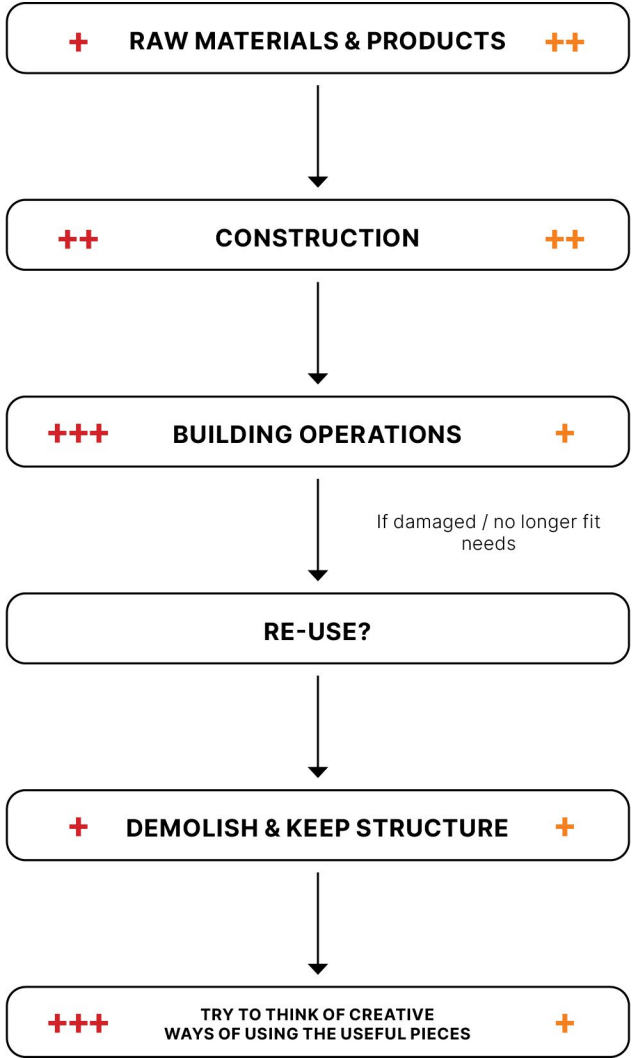 + RAW MATERIALS & PRODUCTS ++
++ CONSTRUCTION ++
+++ BUILDING OPERATIONS +
If damaged / no longer fit
needs
RE-USE?
+ DEMOLISH & KEEP STRUCTURE +
TRY TO THINK OF CREATIVE
+++ WAYS OF USING THE USEFUL PIECES +